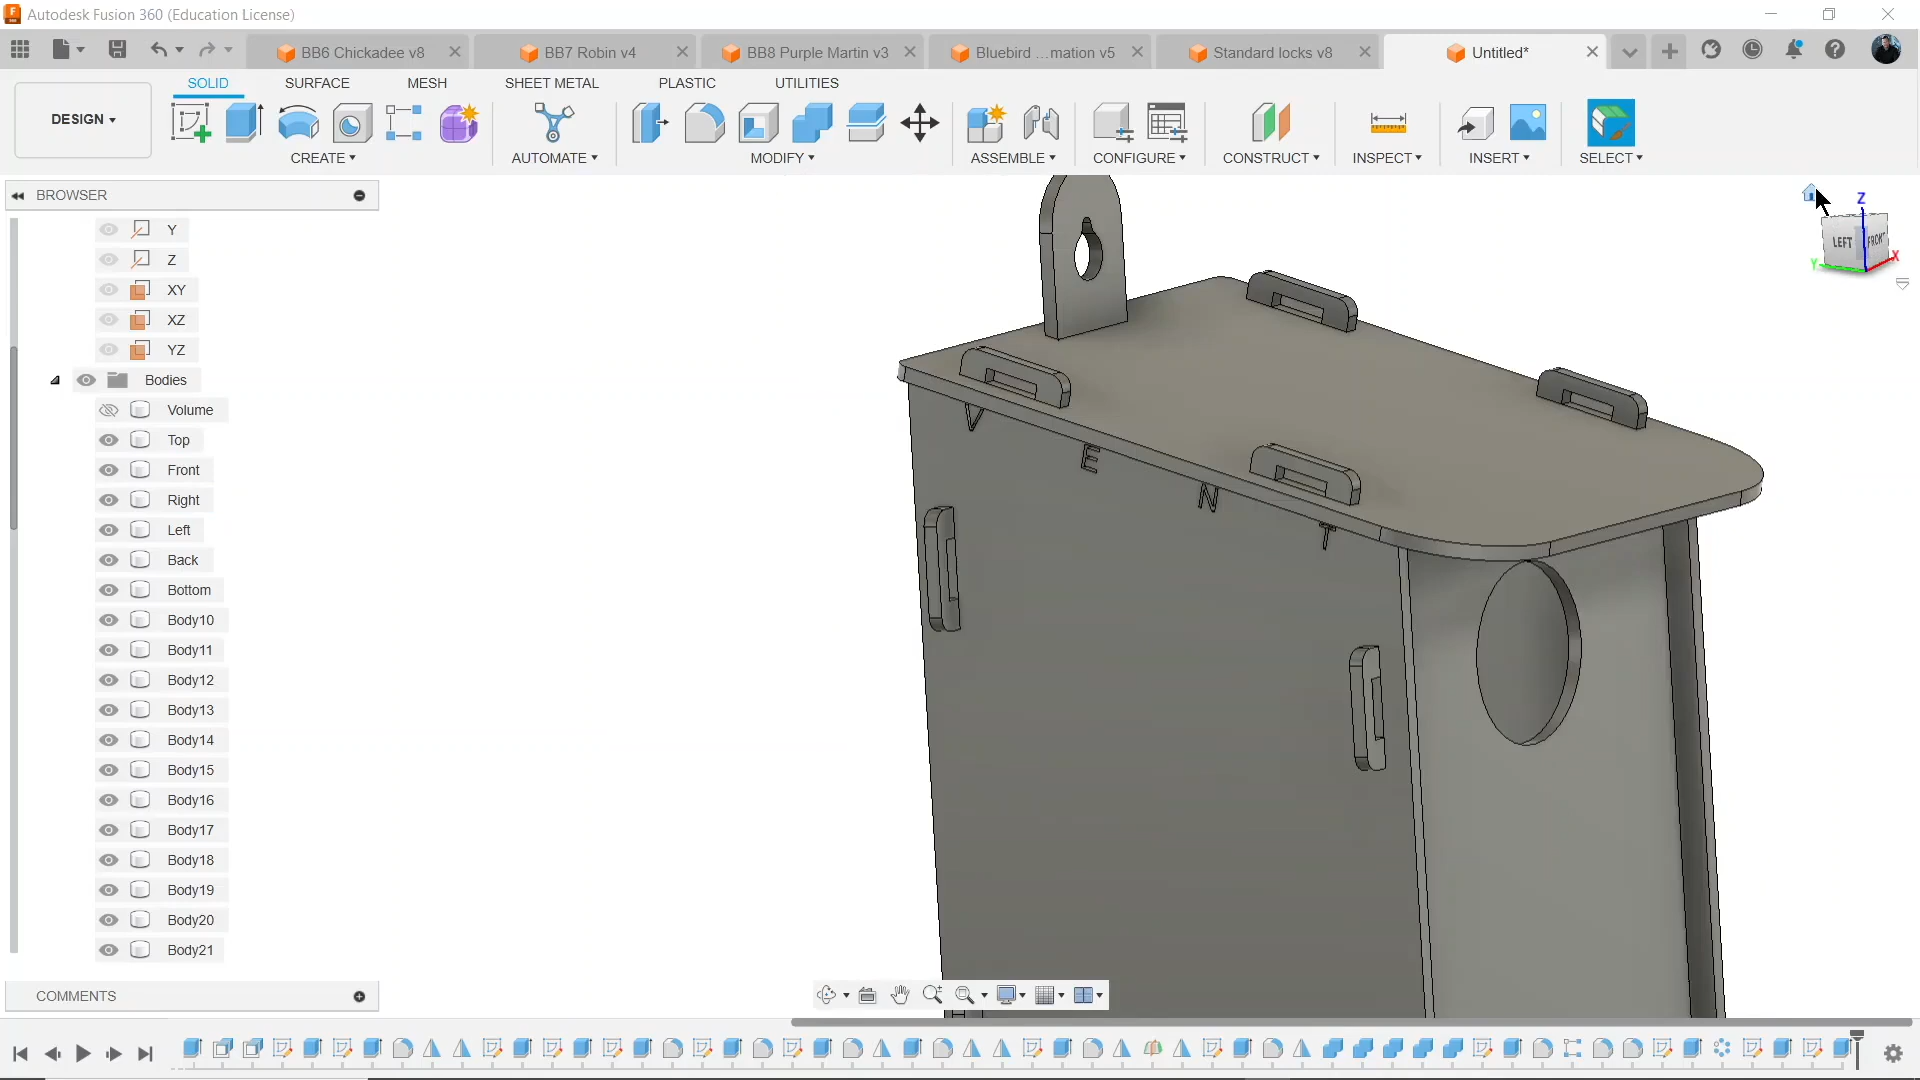 Autodesk Fusion 360 (Education License)
BB6 Chickadee v8
BB7 Robin v4
BB8 Purple Martin v3
Bluebird ...mation v5
Standard locks v8
Untitled*
DESIGN
SOLID
SURFACE
MESH
SHEET METAL
PLASTIC
UTILITIES
CREATE
AUTOMATE
MODIFY
ASSEMBLE
CONFIGURE
CONSTRUCT
INSPECT
INSERT
SELECT
BROWSER
Y
Z
XY
XZ
YZ
Bodies
Volume
Top
Front
Right
Left
Back
Bottom
Body10
Body11
Body12
Body13
Body14
Body15
Body16
Body17
Body18
Body19
Body20
Body21
V
E
N
T
Z
LEFT
FRONT
Y
X
COMMENTS